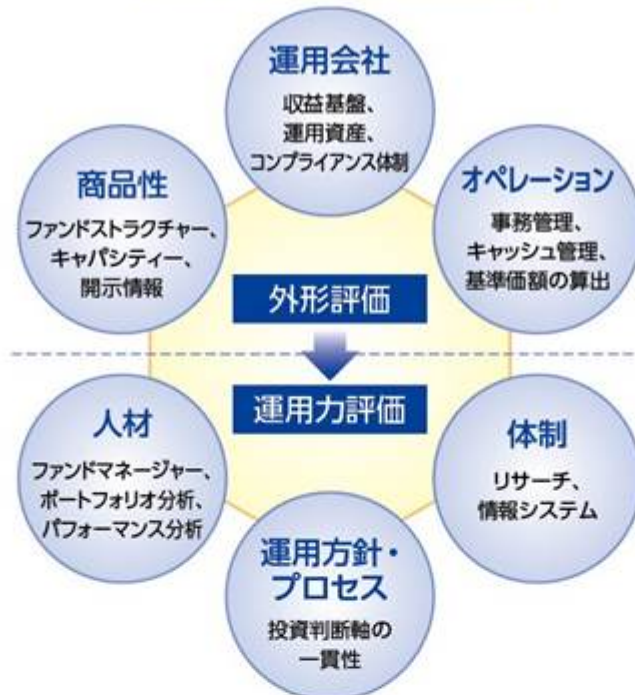 運用会社
収益基盤、
運用資産、
コンプライアンス体制
商品性
ファンドストラクチャー、
キャパシティー、
開示情報
オペレーション
事務管理、
キャッシュ管理、
基準価額の算出
外形評価
運用力評価
人材
ファンドマネージャー、
ポートフォリオ分析、
パフォーマンス分析
体制
リサーチ、
情報システム
運用方針・
プロセス
投資判断軸の
一貫性